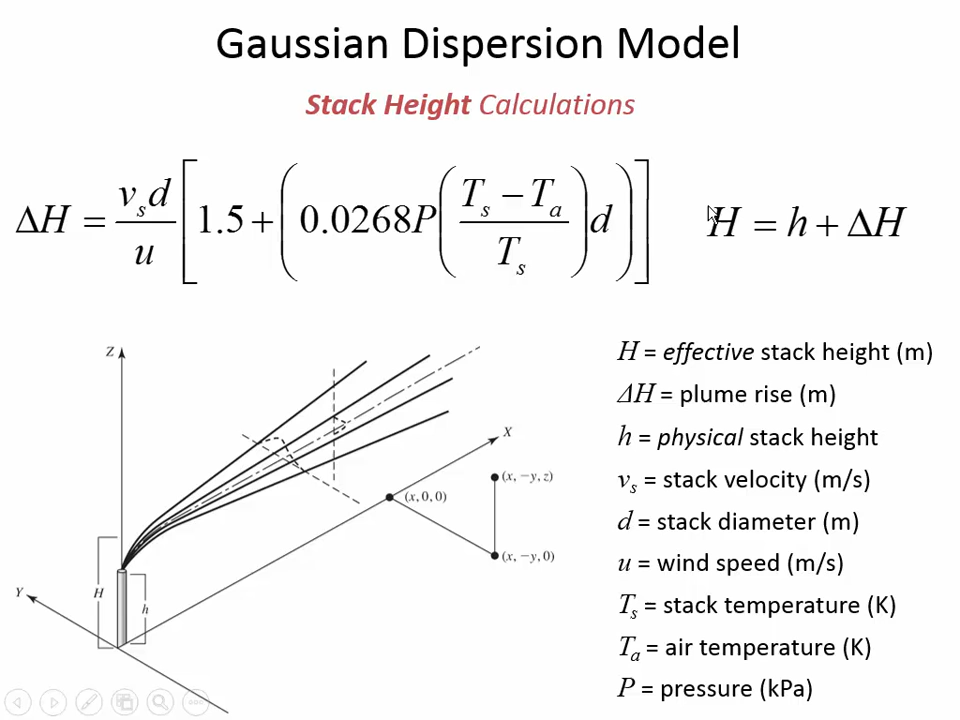 Gaussian Dispersion Model
Stack Height Calculations
ΔH = v_s d / u [1.5 + (0.0268P((T_s − T_a) / T_s)d)]
H = h + ΔH
H = effective stack height (m)
ΔH = plume rise (m)
h = physical stack height
v_s = stack velocity (m/s)
d = stack diameter (m)
u = wind speed (m/s)
T_s = stack temperature (K)
T_a = air temperature (K)
P = pressure (kPa)
Z
X
(x, −y, z)
(x, 0, 0)
(x, −y, 0)
Y
H
h